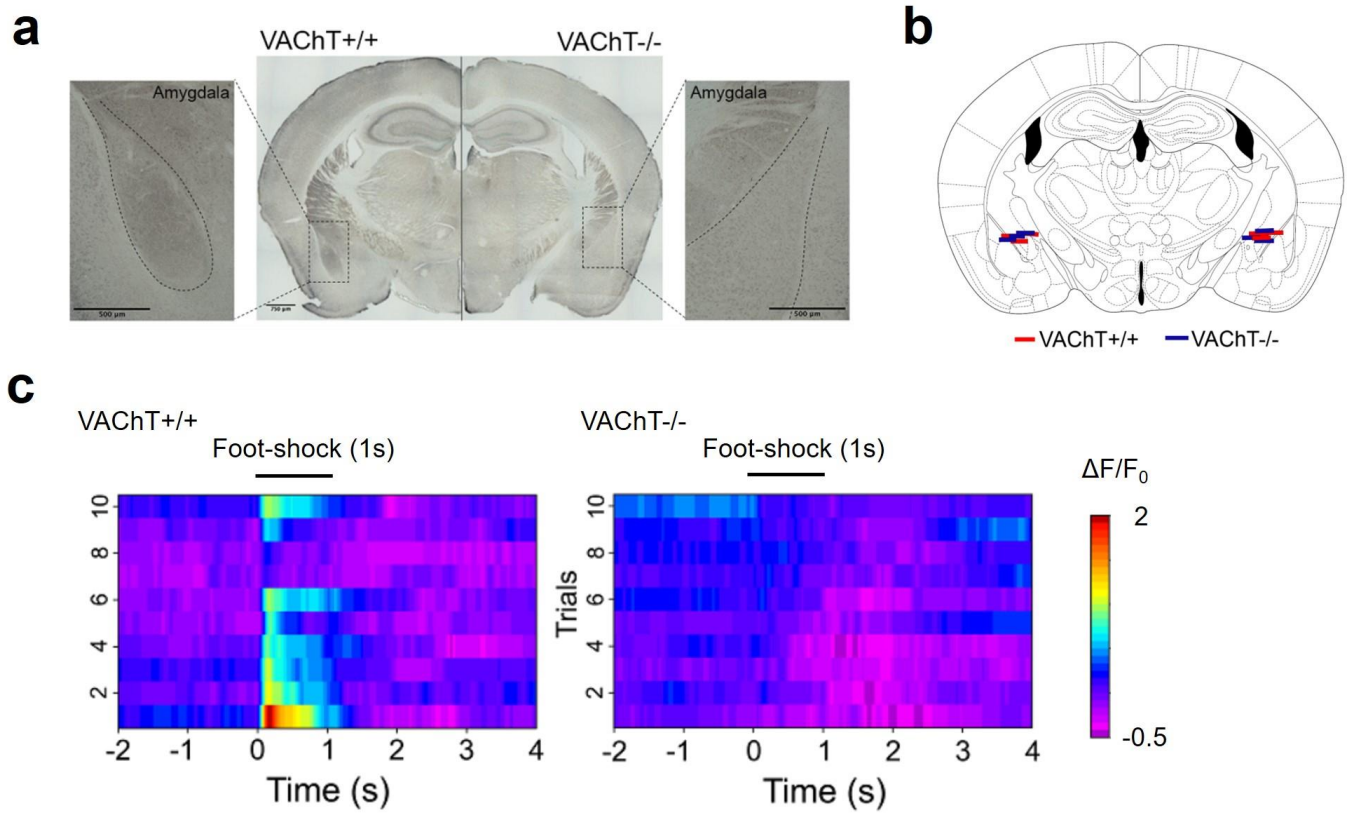 a
VAChT+/+
VAChT-/-
Amygdala
500 µm
750 µm
Amygdala
500 µm
b
VAChT+/+ VAChT-/-
c
VAChT+/+
Foot-shock (1s)
10
8
6
4
2
-2 -1 0 1 2 3 4
Time (s)
VAChT-/-
Foot-shock (1s)
Trials
10
8
6
4
2
-2 -1 0 1 2 3 4
Time (s)
ΔF/F0
2
-0.5